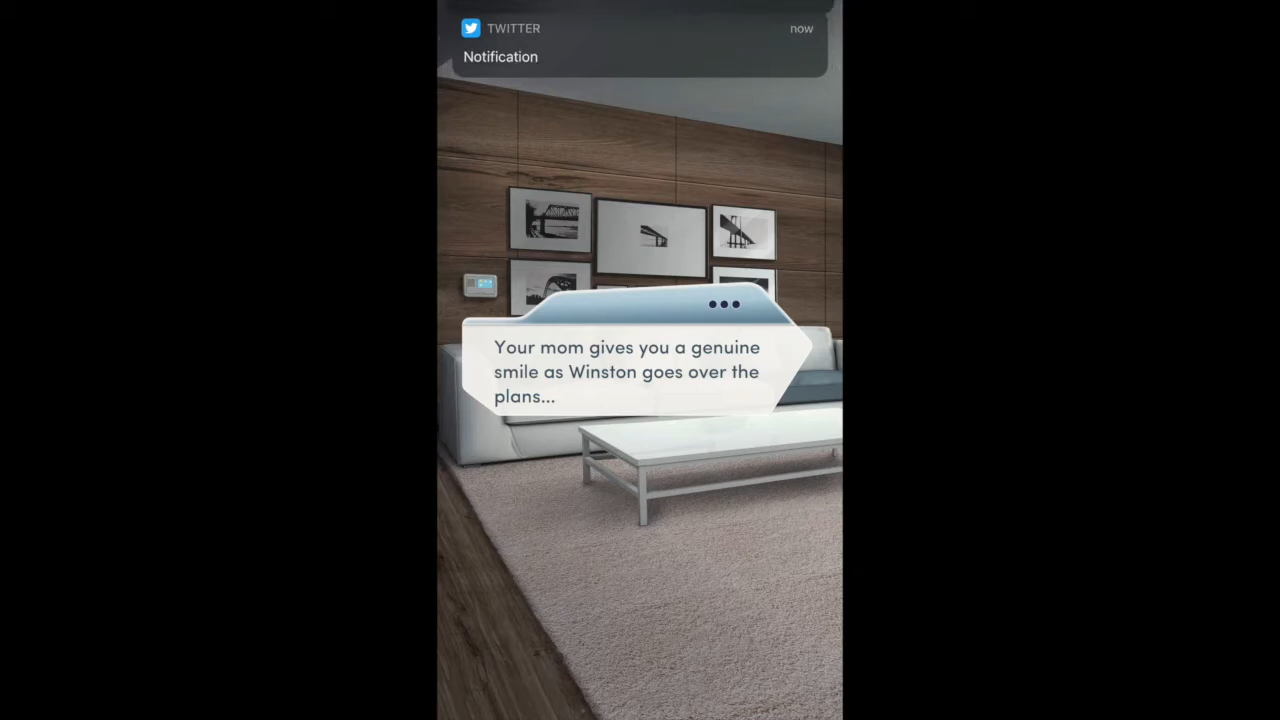 TWITTER
now
Notification
Your mom gives you a genuine
smile as Winston goes over the
plans...